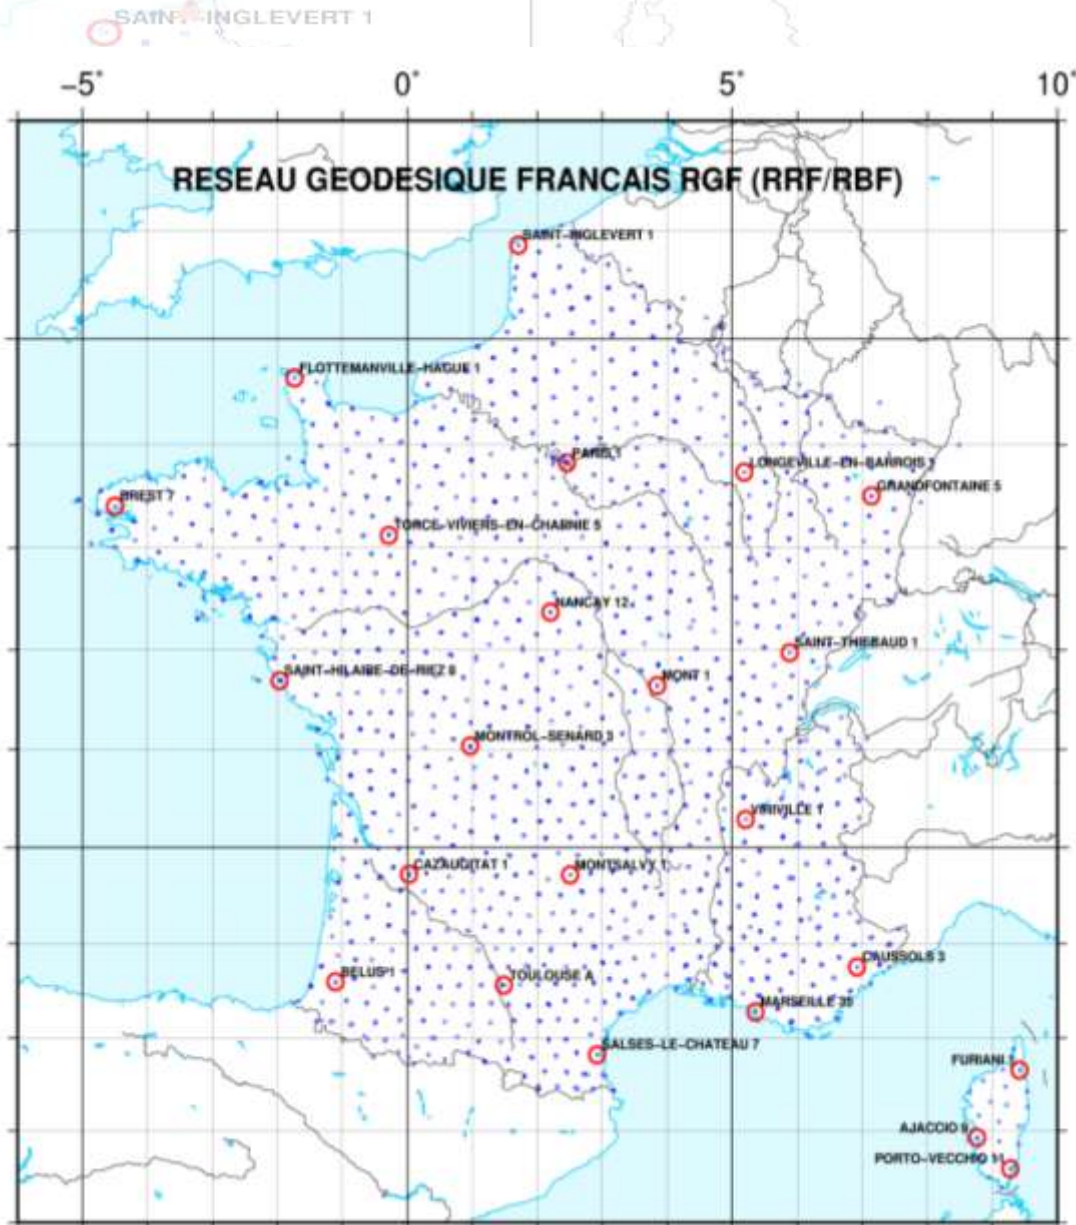 SAINT-INGLEVERT 1
-5° 0° 5° 10°
RESEAU GEODESIQUE FRANCAIS RGF (RRF/RBF)
SAINT-INGLEVERT 1
FLOTTEMANVILLE-HAGUE 1
PARIS 1
LONGEVILLE-EN-BARROIS 1
GRANDFONTAINE 5
BREST 7
TORCE-VIVIERS-EN-CHARNIE 5
NANCAY 12
SAINT-THIEBAUD 1
SAINT-HILAIRE-DE-RIEZ 8
MONT 1
MONTROL-SENARD 3
VIRIVILLE 1
CAZAUGITAT 1
MONTSALVY 1
CAUSSOLS 3
BELUS 1
TOULOUSE A
MARSEILLE
SALSES-LE-CHATEAU 7
FURIANI
AJACCIO
PORTO-VECCHIO 11